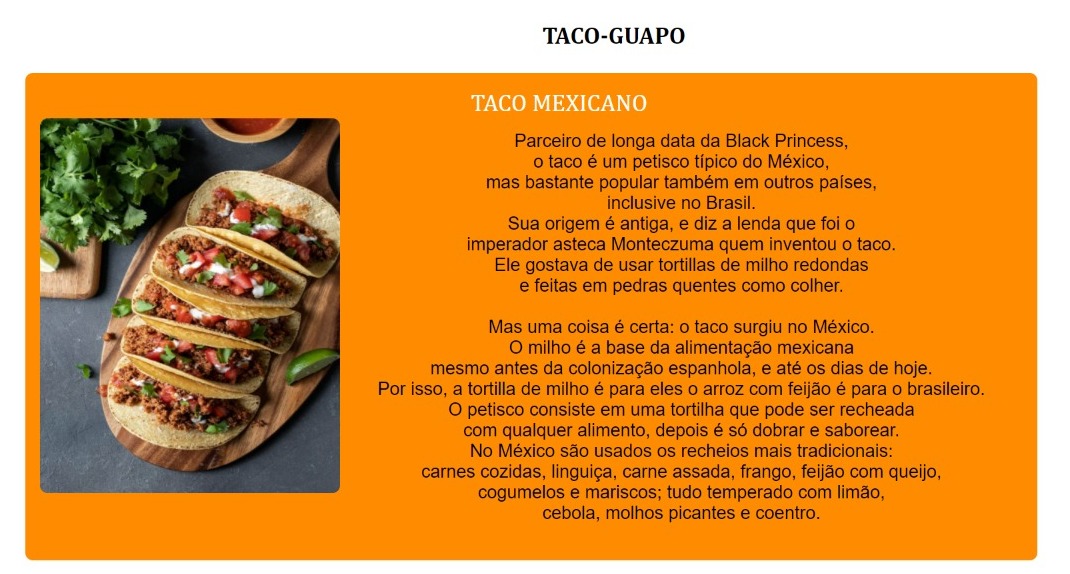 TACO-GUAPO
TACO MEXICANO
Parceiro de longa data da Black Princess,
o taco é um petisco típico do México,
mas bastante popular também em outros países,
inclusive no Brasil.
Sua origem é antiga, e diz a lenda que foi o
imperador asteca Monteczuma quem inventou o taco.
Ele gostava de usar tortillas de milho redondas
e feitas em pedras quentes como colher.
Mas uma coisa é certa: o taco surgiu no México.
O milho é a base da alimentação mexicana
mesmo antes da colonização espanhola, e até os dias de hoje.
Por isso, a tortilla de milho é para eles o arroz com feijão é para o brasileiro.
O petisco consiste em uma tortilha que pode ser recheada
com qualquer alimento, depois é só dobrar e saborear.
No México são usados os recheios mais tradicionais:
carnes cozidas, linguiça, carne assada, frango, feijão com queijo,
cogumelos e mariscos; tudo temperado com limão,
cebola, molhos picantes e coentro.